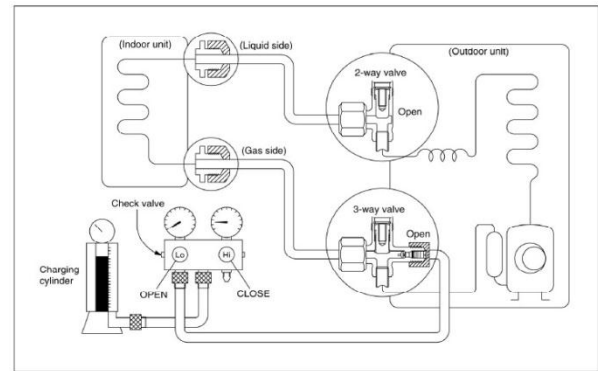 (Indoor unit)
(Liquid side)
(Outdoor unit)
2-way valve
Open
(Gas side)
3-way valve
Open
Check valve
Lo
Hi
Charging
cylinder
OPEN
CLOSE